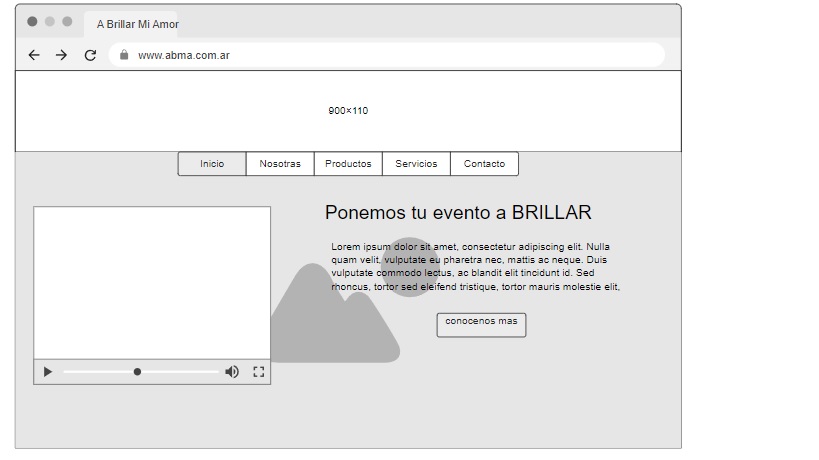 A Brillar Mi Amor
www.abma.com.ar
900×110
Inicio Nosotras Productos Servicios Contacto
Ponemos tu evento a BRILLAR
Lorem ipsum dolor sit amet, consectetur adipiscing elit. Nulla
quam velit, vulputate eu pharetra nec, mattis ac neque. Duis
vulputate commodo lectus, ac blandit elit tincidunt id. Sed
rhoncus, tortor sed eleifend tristique, tortor mauris molestie elit,
conocenos mas